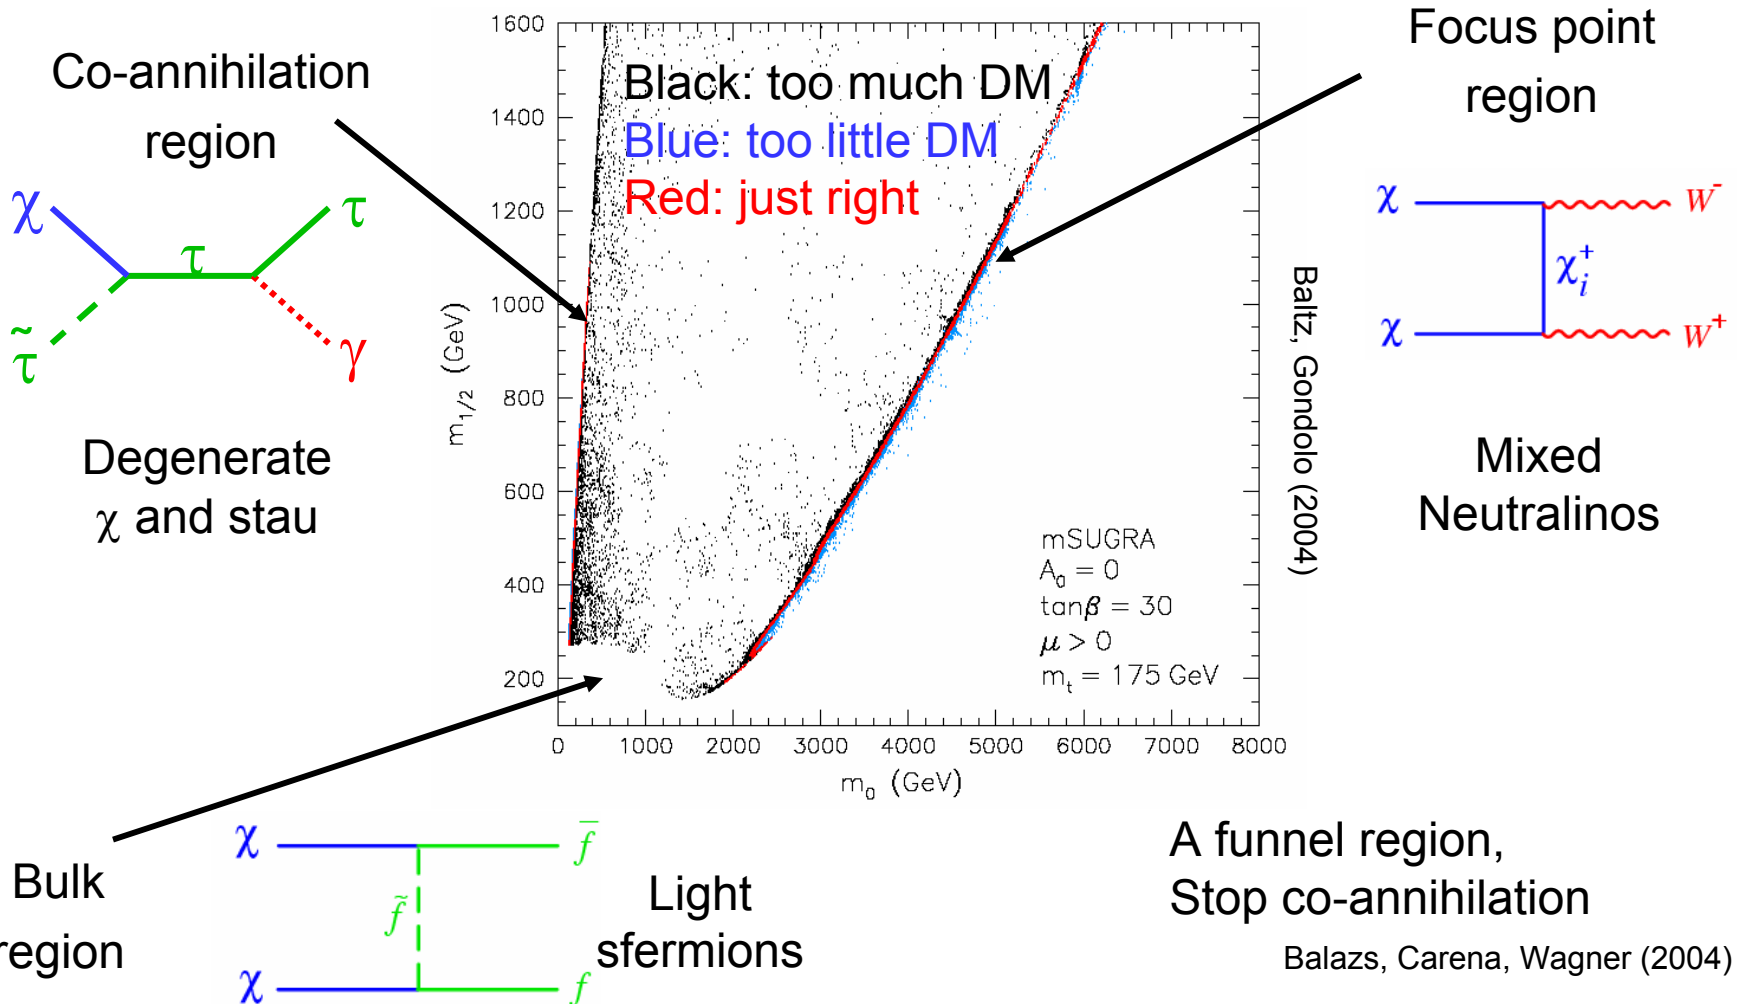 Co-annihilation
region
χ
τ
τ
τ̃
γ
Degenerate
χ and stau
Black: too much DM
Blue: too little DM
Red: just right
1600
1400
1200
1000
800
600
400
200
m1/2 (GeV)
mSUGRA
A0 = 0
tanβ = 30
μ > 0
mt = 175 GeV
0 1000 2000 3000 4000 5000 6000 7000 8000
m0 (GeV)
Baltz, Gondolo (2004)
Focus point
region
χ
W-
χi+
χ
W+
Mixed
Neutralinos
Bulk
region
χ
f̄
f̃
χ
f
Light
sfermions
A funnel region,
Stop co-annihilation
Balazs, Carena, Wagner (2004)